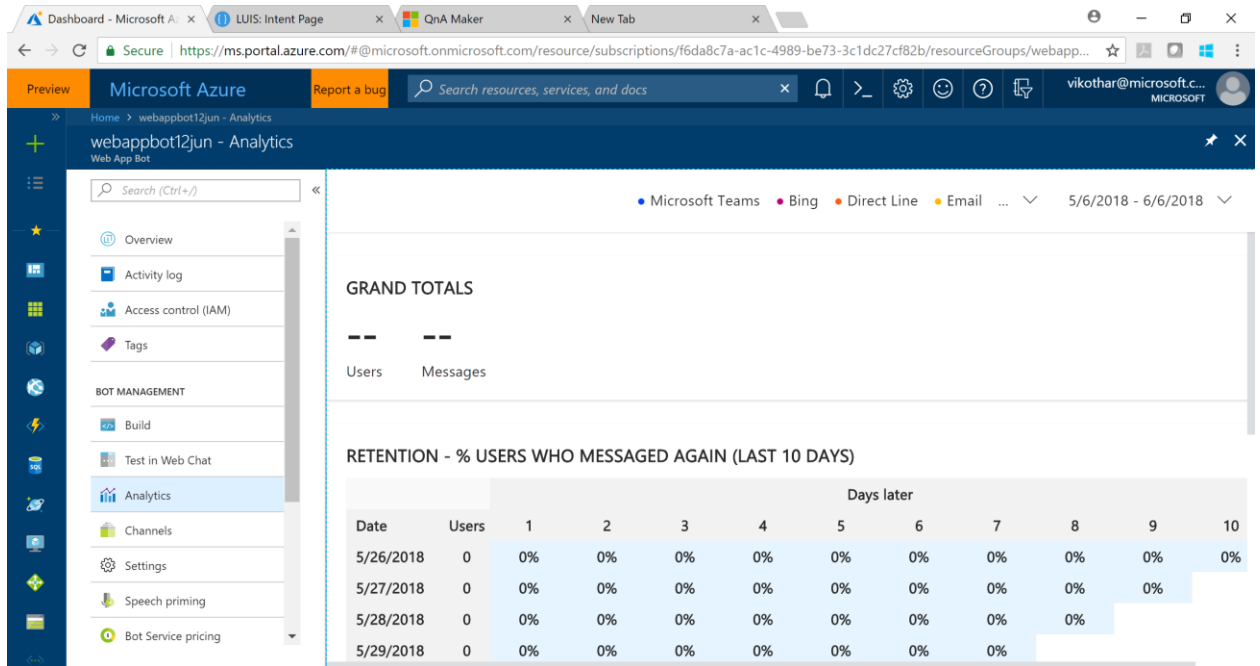 Dashboard - Microsoft A
LUIS: Intent Page
QnA Maker
New Tab
Secure
https://ms.portal.azure.com/#@microsoft.onmicrosoft.com/resource/subscriptions/f6da8c7a-ac1c-4989-be73-3c1dc27cf82b/resourceGroups/webapp...
Preview
Microsoft Azure
Report a bug
Search resources, services, and docs
vikothar@microsoft.c...
MICROSOFT
Home > webappbot12jun - Analytics
webappbot12jun - Analytics
Web App Bot
Search (Ctrl+/)
Overview
Activity log
Access control (IAM)
Tags
BOT MANAGEMENT
Build
Test in Web Chat
Analytics
Channels
Settings
Speech priming
Bot Service pricing
SQL
Microsoft Teams Bing Direct Line Email ... 5/6/2018 - 6/6/2018
GRAND TOTALS
-- --
Users Messages
RETENTION - % USERS WHO MESSAGED AGAIN (LAST 10 DAYS)
Days later
Date Users 1 2 3 4 5 6 7 8 9 10
5/26/2018 0 0% 0% 0% 0% 0% 0% 0% 0% 0% 0%
5/27/2018 0 0% 0% 0% 0% 0% 0% 0% 0% 0%
5/28/2018 0 0% 0% 0% 0% 0% 0% 0% 0%
5/29/2018 0 0% 0% 0% 0% 0% 0% 0%